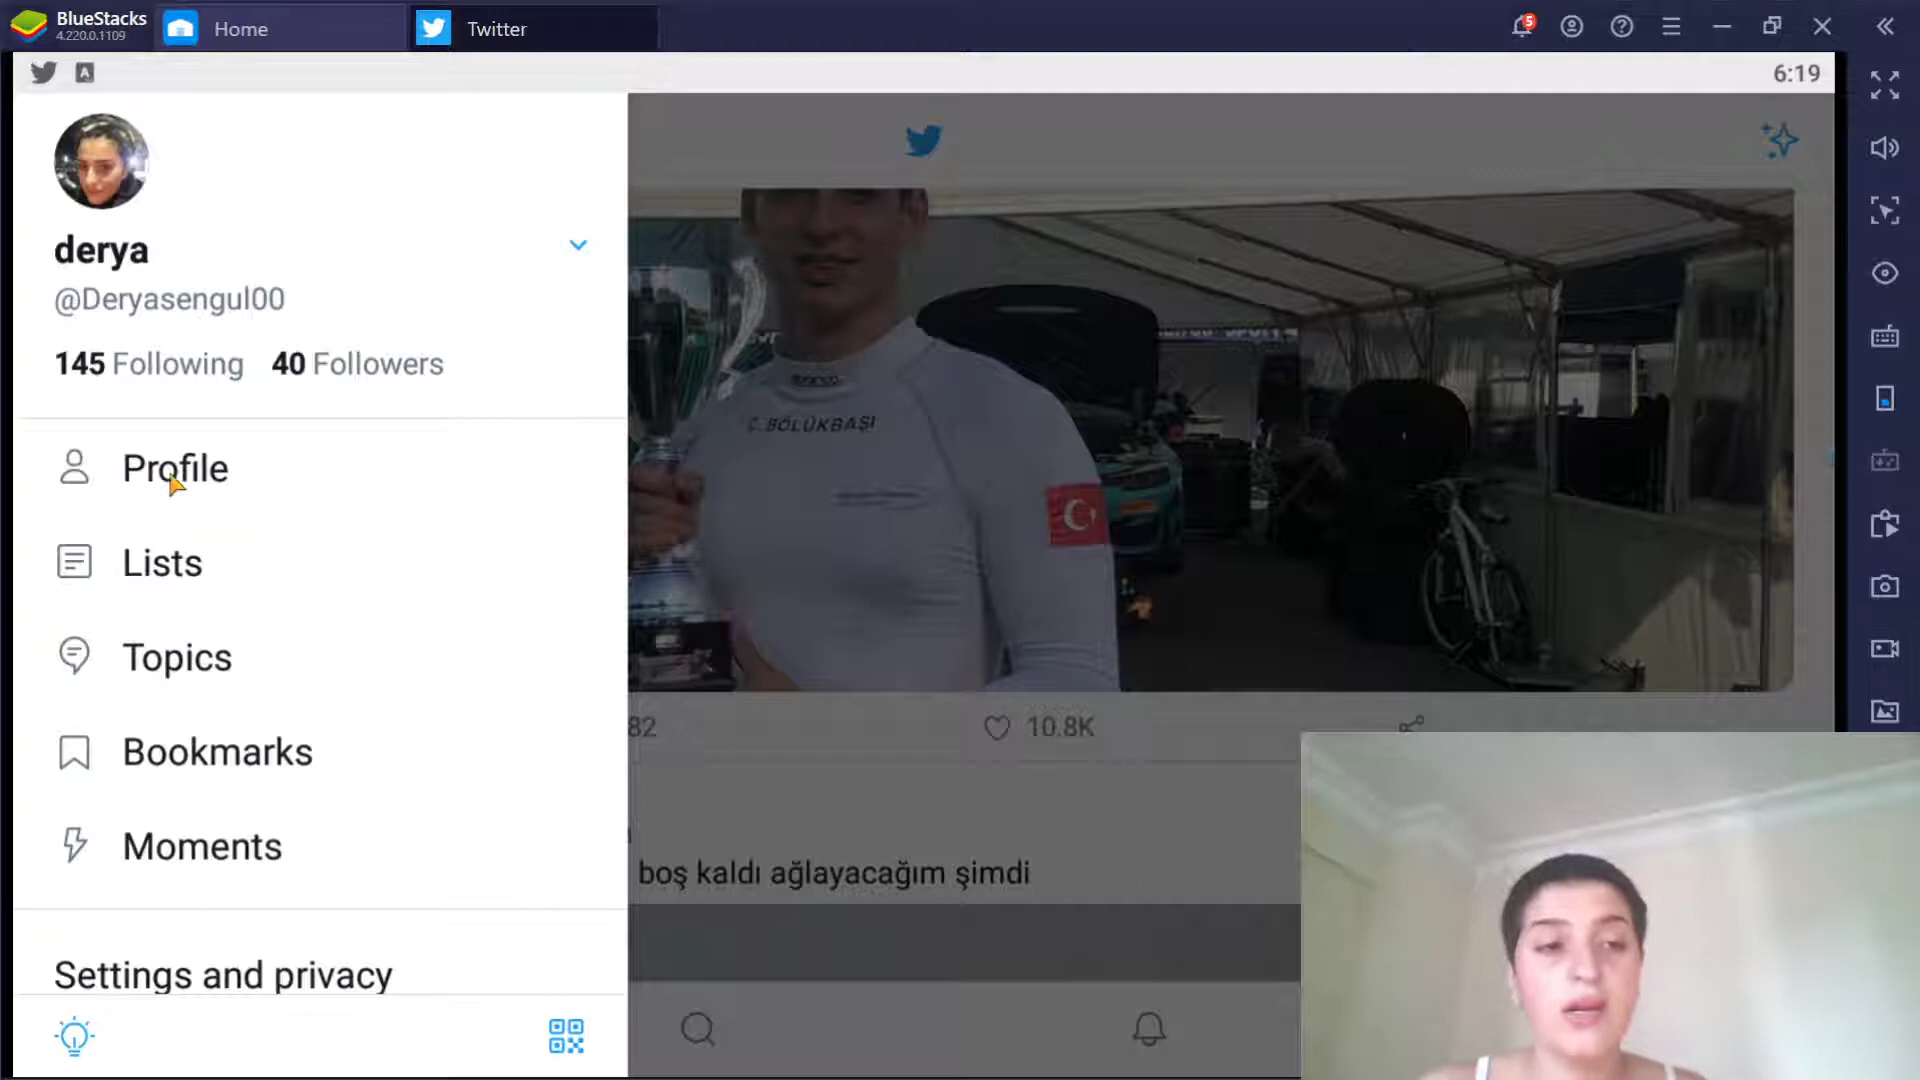 BlueStacks
4.220.0.1109
Home
Twitter
5
A
6:19
derya
@Deryasengul00
145 Following 40 Followers
Profile
Lists
Topics
Bookmarks
Moments
Settings and privacy
Ç. BÖLÜKBAŞI
82
10.8K
boş kaldı ağlayacağım şimdi